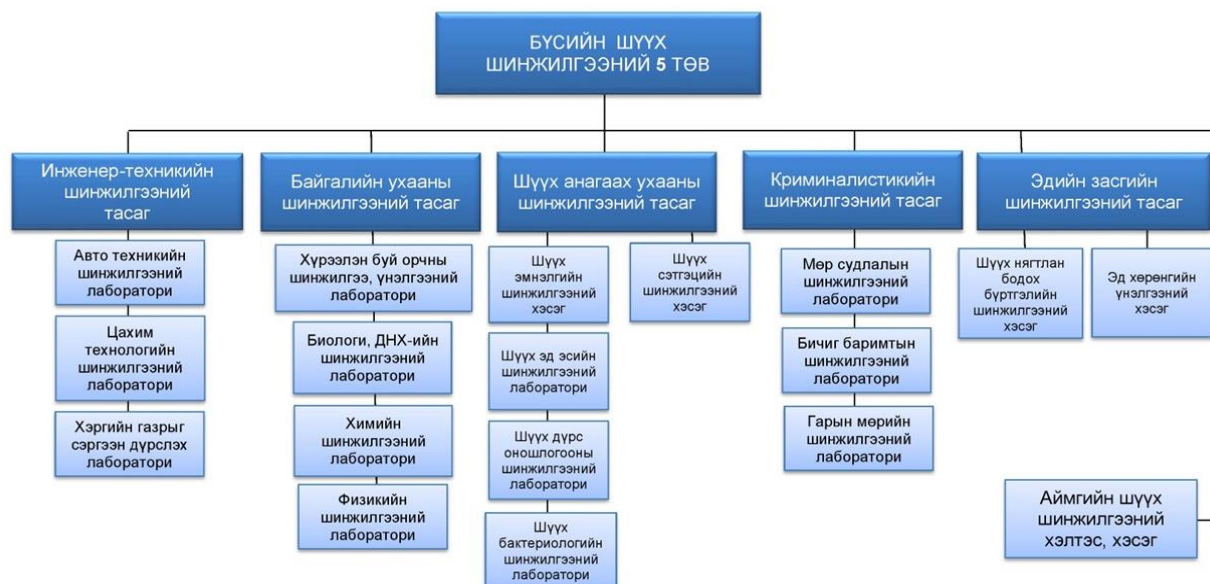 БҮСИЙН ШҮҮХ
ШИНЖИЛГЭЭНИЙ 5 ТӨВ
Инженер-техникийн
шинжилгээний
тасаг
Авто техникийн
шинжилгээний
лаборатори
Цахим
технологийн
шинжилгээний
лаборатори
Хэргийн газрыг
сэргээн дүрслэх
лаборатори
Байгалийн ухааны
шинжилгээний тасаг
Хүрээлэн буй орчны
шинжилгээ, үнэлгээний
лаборатори
Биологи, ДНХ-ийн
шинжилгээний
лаборатори
Химийн
шинжилгээний
лаборатори
Физикийн
шинжилгээний
лаборатори
Шүүх анагаах ухааны
шинжилгээний тасаг
Шүүх
эмнэлгийн
шинжилгээний
хэсэг
Шүүх эд эсийн
шинжилгээний
лаборатори
Шүүх дүрс
оношлогооны
шинжилгээний
лаборатори
Шүүх
бактериологийн
шинжилгээний
лаборатори
Шүүх
сэтгэцийн
шинжилгээний
хэсэг
Криминалистикийн
шинжилгээний тасаг
Мөр судлалын
шинжилгээний
лаборатори
Бичиг баримтын
шинжилгээний
лаборатори
Гарын мөрийн
шинжилгээний
лаборатори
Эдийн засгийн
шинжилгээний тасаг
Шүүх нягтлан
бодох
бүртгэлийн
шинжилгээний
хэсэг
Эд хөрөнгийн
үнэлгээний
хэсэг
Аймгийн шүүх
шинжилгээний
хэлтэс, хэсэг